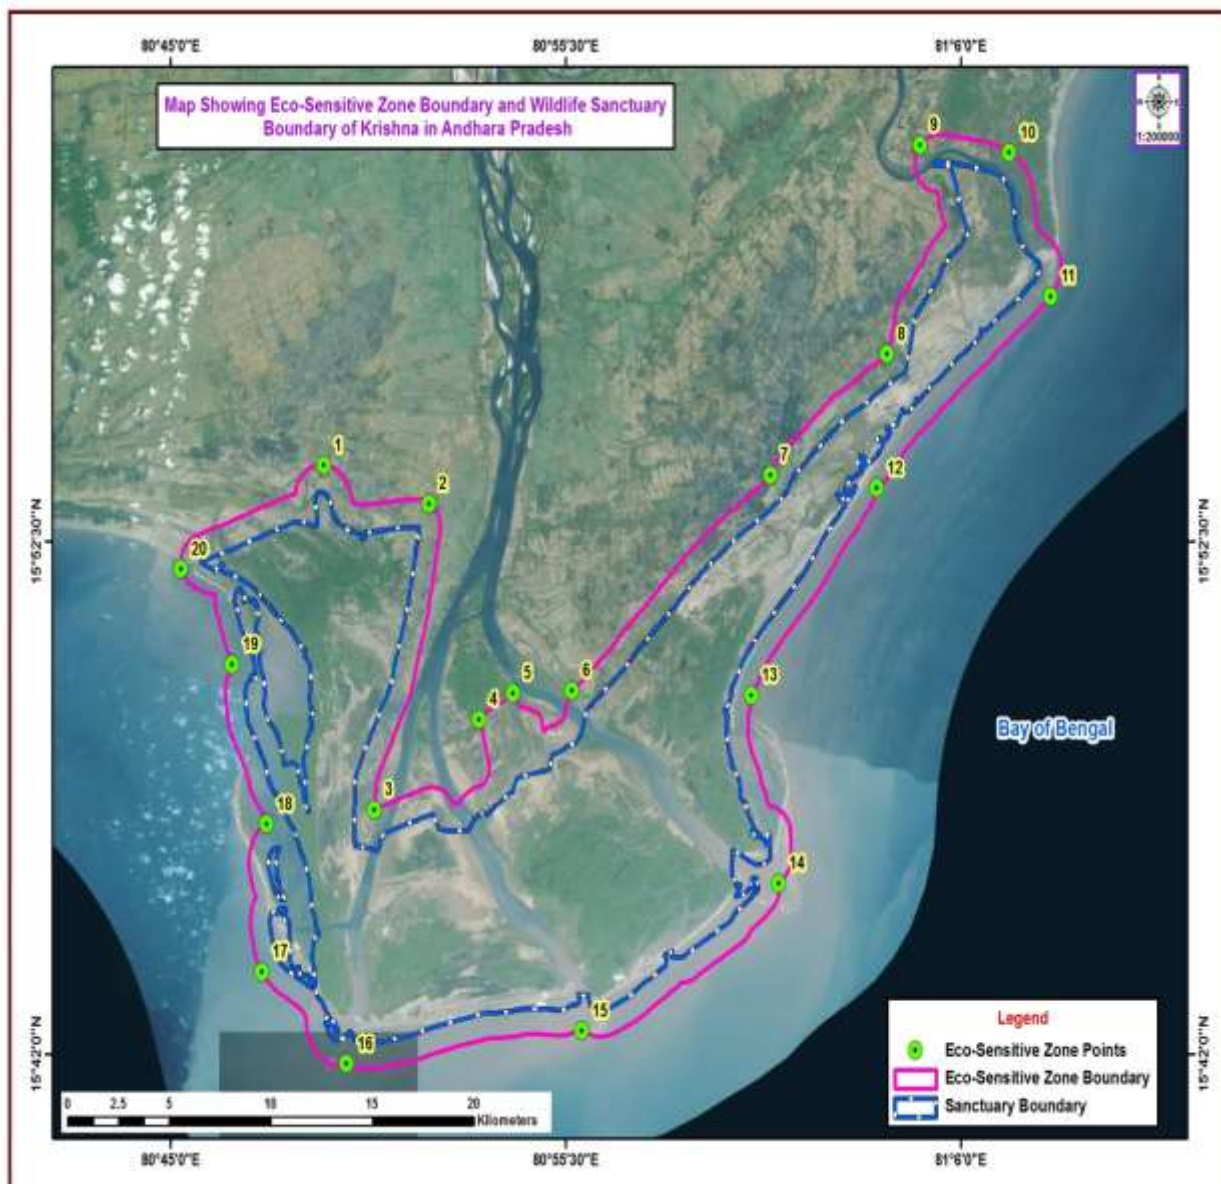 80°45'0"E 80°55'30"E 81°6'0"E
Map Showing Eco-Sensitive Zone Boundary and Wildlife Sanctuary
Boundary of Krishna in Andhara Pradesh
1:200000
9
10
11
8
1
7
2
12
15°52'30"N 15°52'30"N
20
19
6
5
13
4
Bay of Bengal
3
18
14
17
15
16
Legend
Eco-Sensitive Zone Points
Eco-Sensitive Zone Boundary
Sanctuary Boundary
15°42'0"N 15°42'0"N
0 2.5 5 10 15 20
Kilometers
80°45'0"E 80°55'30"E 81°6'0"E